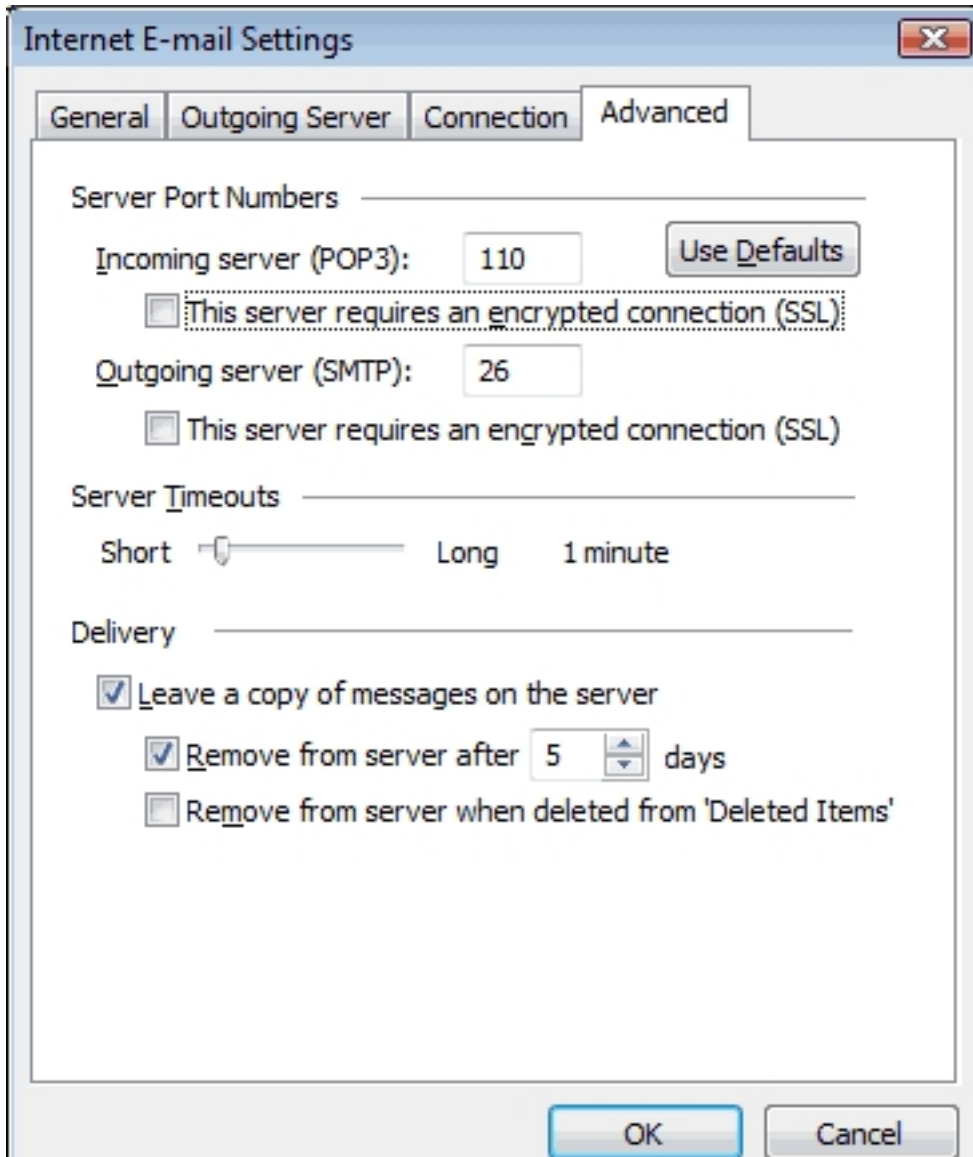 Internet E-mail Settings
General Outgoing Server Connection Advanced
Server Port Numbers
Incoming server (POP3): 110 Use Defaults
This server requires an encrypted connection (SSL)
Outgoing server (SMTP): 26
This server requires an encrypted connection (SSL)
Server Timeouts
Short Long 1 minute
Delivery
Leave a copy of messages on the server
Remove from server after 5 days
Remove from server when deleted from 'Deleted Items'
OK Cancel